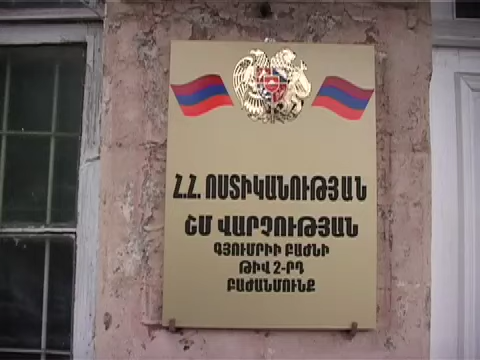 Հ.Հ. ՈՍՏԻԿԱՆՈՒԹՅԱՆ
ՇՄ ՎԱՐՉՈՒԹՅԱՆ
ԳՅՈՒՄՐԻԻ ԲԱԺՆԻ
ԹԻՎ 2-ՐԴ
ԲԱԺԱՆՄՈՒՆՔ